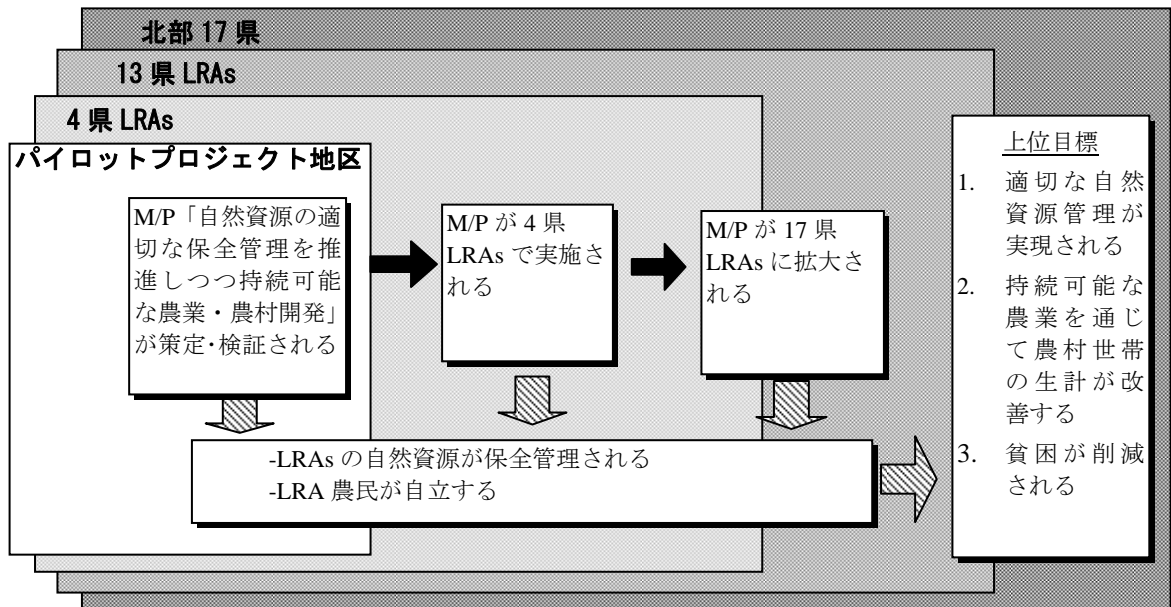 北部 17 県
13 県 LRAs
4 県 LRAs
パイロットプロジェクト地区
M/P「自然資源の適
切な保全管理を推
進しつつ持続可能
な農業・農村開発」
が策定・検証される
M/P が 4 県
LRAs で実施さ
れる
M/P が 17 県
LRAs に拡大さ
れる
-LRAs の自然資源が保全管理される
-LRA 農民が自立する
上位目標
1. 適切な自然
資源管理が
実現される
2. 持続可能な
農業を通じ
て農村世帯
の生計が改
善する
3. 貧困が削減
される